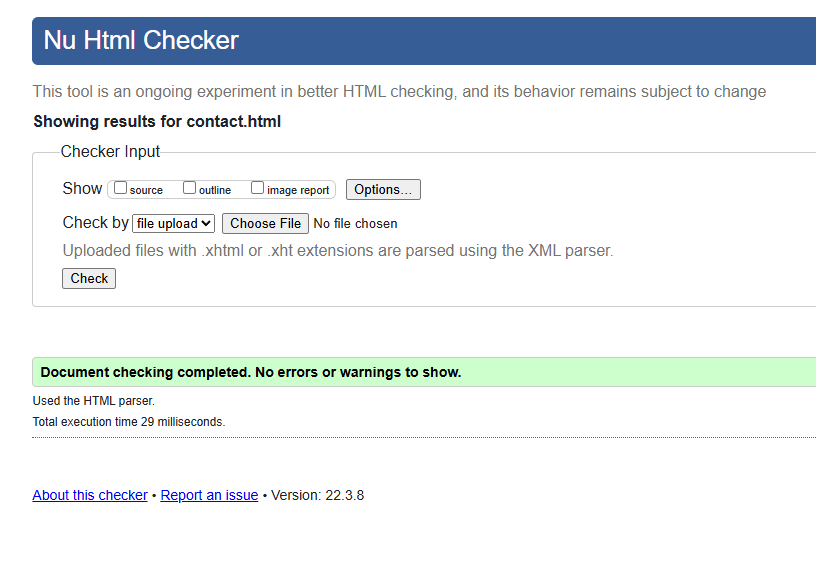 Nu Html Checker
This tool is an ongoing experiment in better HTML checking, and its behavior remains subject to change
Showing results for contact.html
Checker Input
Show source outline image report Options...
Check by file upload Choose File No file chosen
Uploaded files with .xhtml or .xht extensions are parsed using the XML parser.
Check
Document checking completed. No errors or warnings to show.
Used the HTML parser.
Total execution time 29 milliseconds.
About this checker • Report an issue • Version: 22.3.8